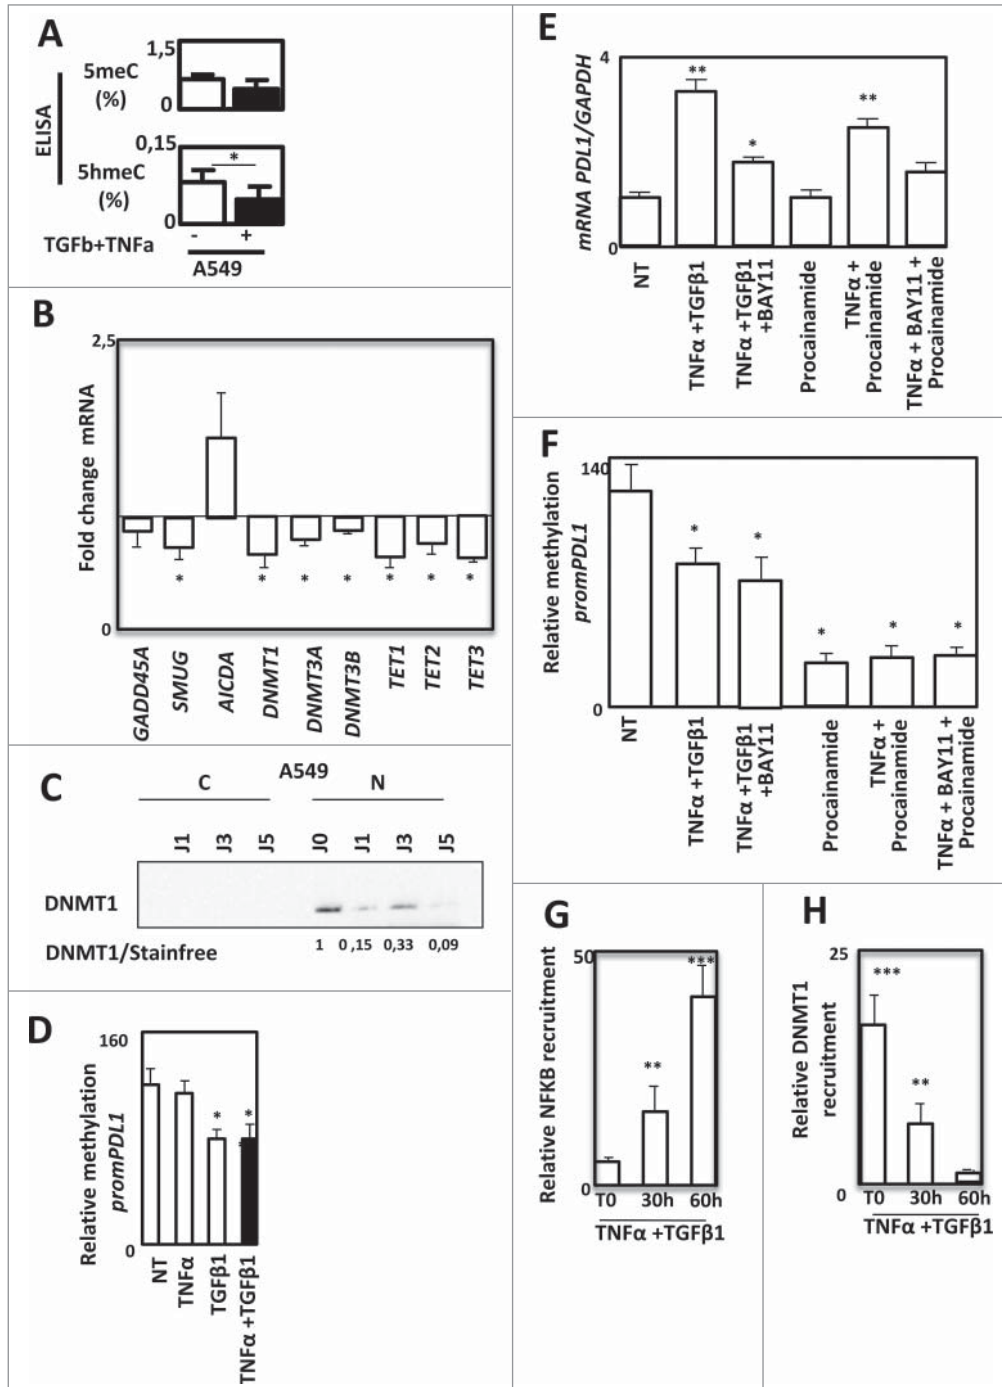 A
ELISA
5meC
(%)
1,5
0
5hmeC
(%)
0,15
0
*
TGFb+TNFa
- +
A549
B
Fold change mRNA
2,5
0
* * * * * * *
GADD45A
SMUG
AICDA
DNMT1
DNMT3A
DNMT3B
TET1
TET2
TET3
C
A549
C N
J1 J3 J5 J0 J1 J3 J5
DNMT1
DNMT1/Stainfree 1 0,15 0,33 0,09
D
Relative methylation
promPDL1
160
0
* *
NT
TNFα
TGFβ1
TNFα +TGFβ1
E
mRNA PDL1/GAPDH
4
0
** * **
NT
TNFα +TGFβ1
TNFα +TGFβ1
+BAY11
Procainamide
TNFα +
Procainamide
TNFα + BAY11 +
Procainamide
F
Relative methylation
promPDL1
140
0
* * * * *
NT
TNFα +TGFβ1
TNFα +TGFβ1
+BAY11
Procainamide
TNFα +
Procainamide
TNFα + BAY11 +
Procainamide
G
Relative NFKB recruitment
50
0
** ***
T0 30h 60h
TNFα +TGFβ1
H
Relative DNMT1
recruitment
25
0
*** **
T0 30h 60h
TNFα +TGFβ1